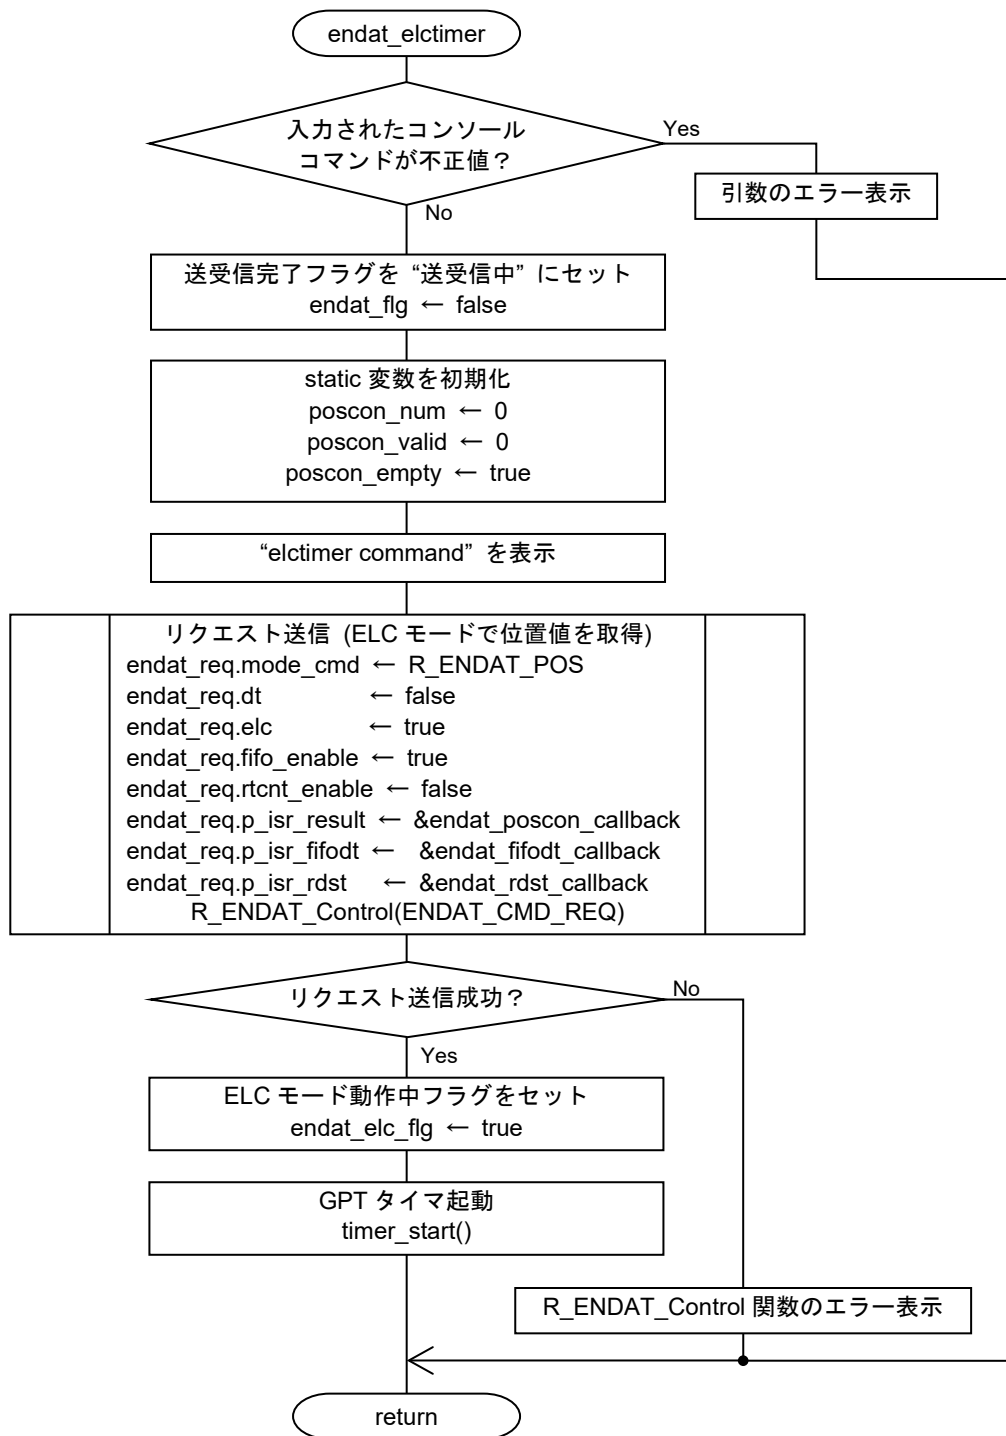 endat_elctimer
入力されたコンソール
コマンドが不正値？
Yes
引数のエラー表示
No
送受信完了フラグを “送受信中” にセット
endat_flg ← false
static 変数を初期化
poscon_num ← 0
poscon_valid ← 0
poscon_empty ← true
“elctimer command” を表示
リクエスト送信 (ELC モードで位置値を取得)
endat_req.mode_cmd ← R_ENDAT_POS
endat_req.dt ← false
endat_req.elc ← true
endat_req.fifo_enable ← true
endat_req.rtcnt_enable ← false
endat_req.p_isr_result ← &endat_poscon_callback
endat_req.p_isr_fifodt ← &endat_fifodt_callback
endat_req.p_isr_rdst ← &endat_rdst_callback
R_ENDAT_Control(ENDAT_CMD_REQ)
リクエスト送信成功？
No
Yes
ELC モード動作中フラグをセット
endat_elc_flg ← true
GPT タイマ起動
timer_start()
R_ENDAT_Control 関数のエラー表示
return